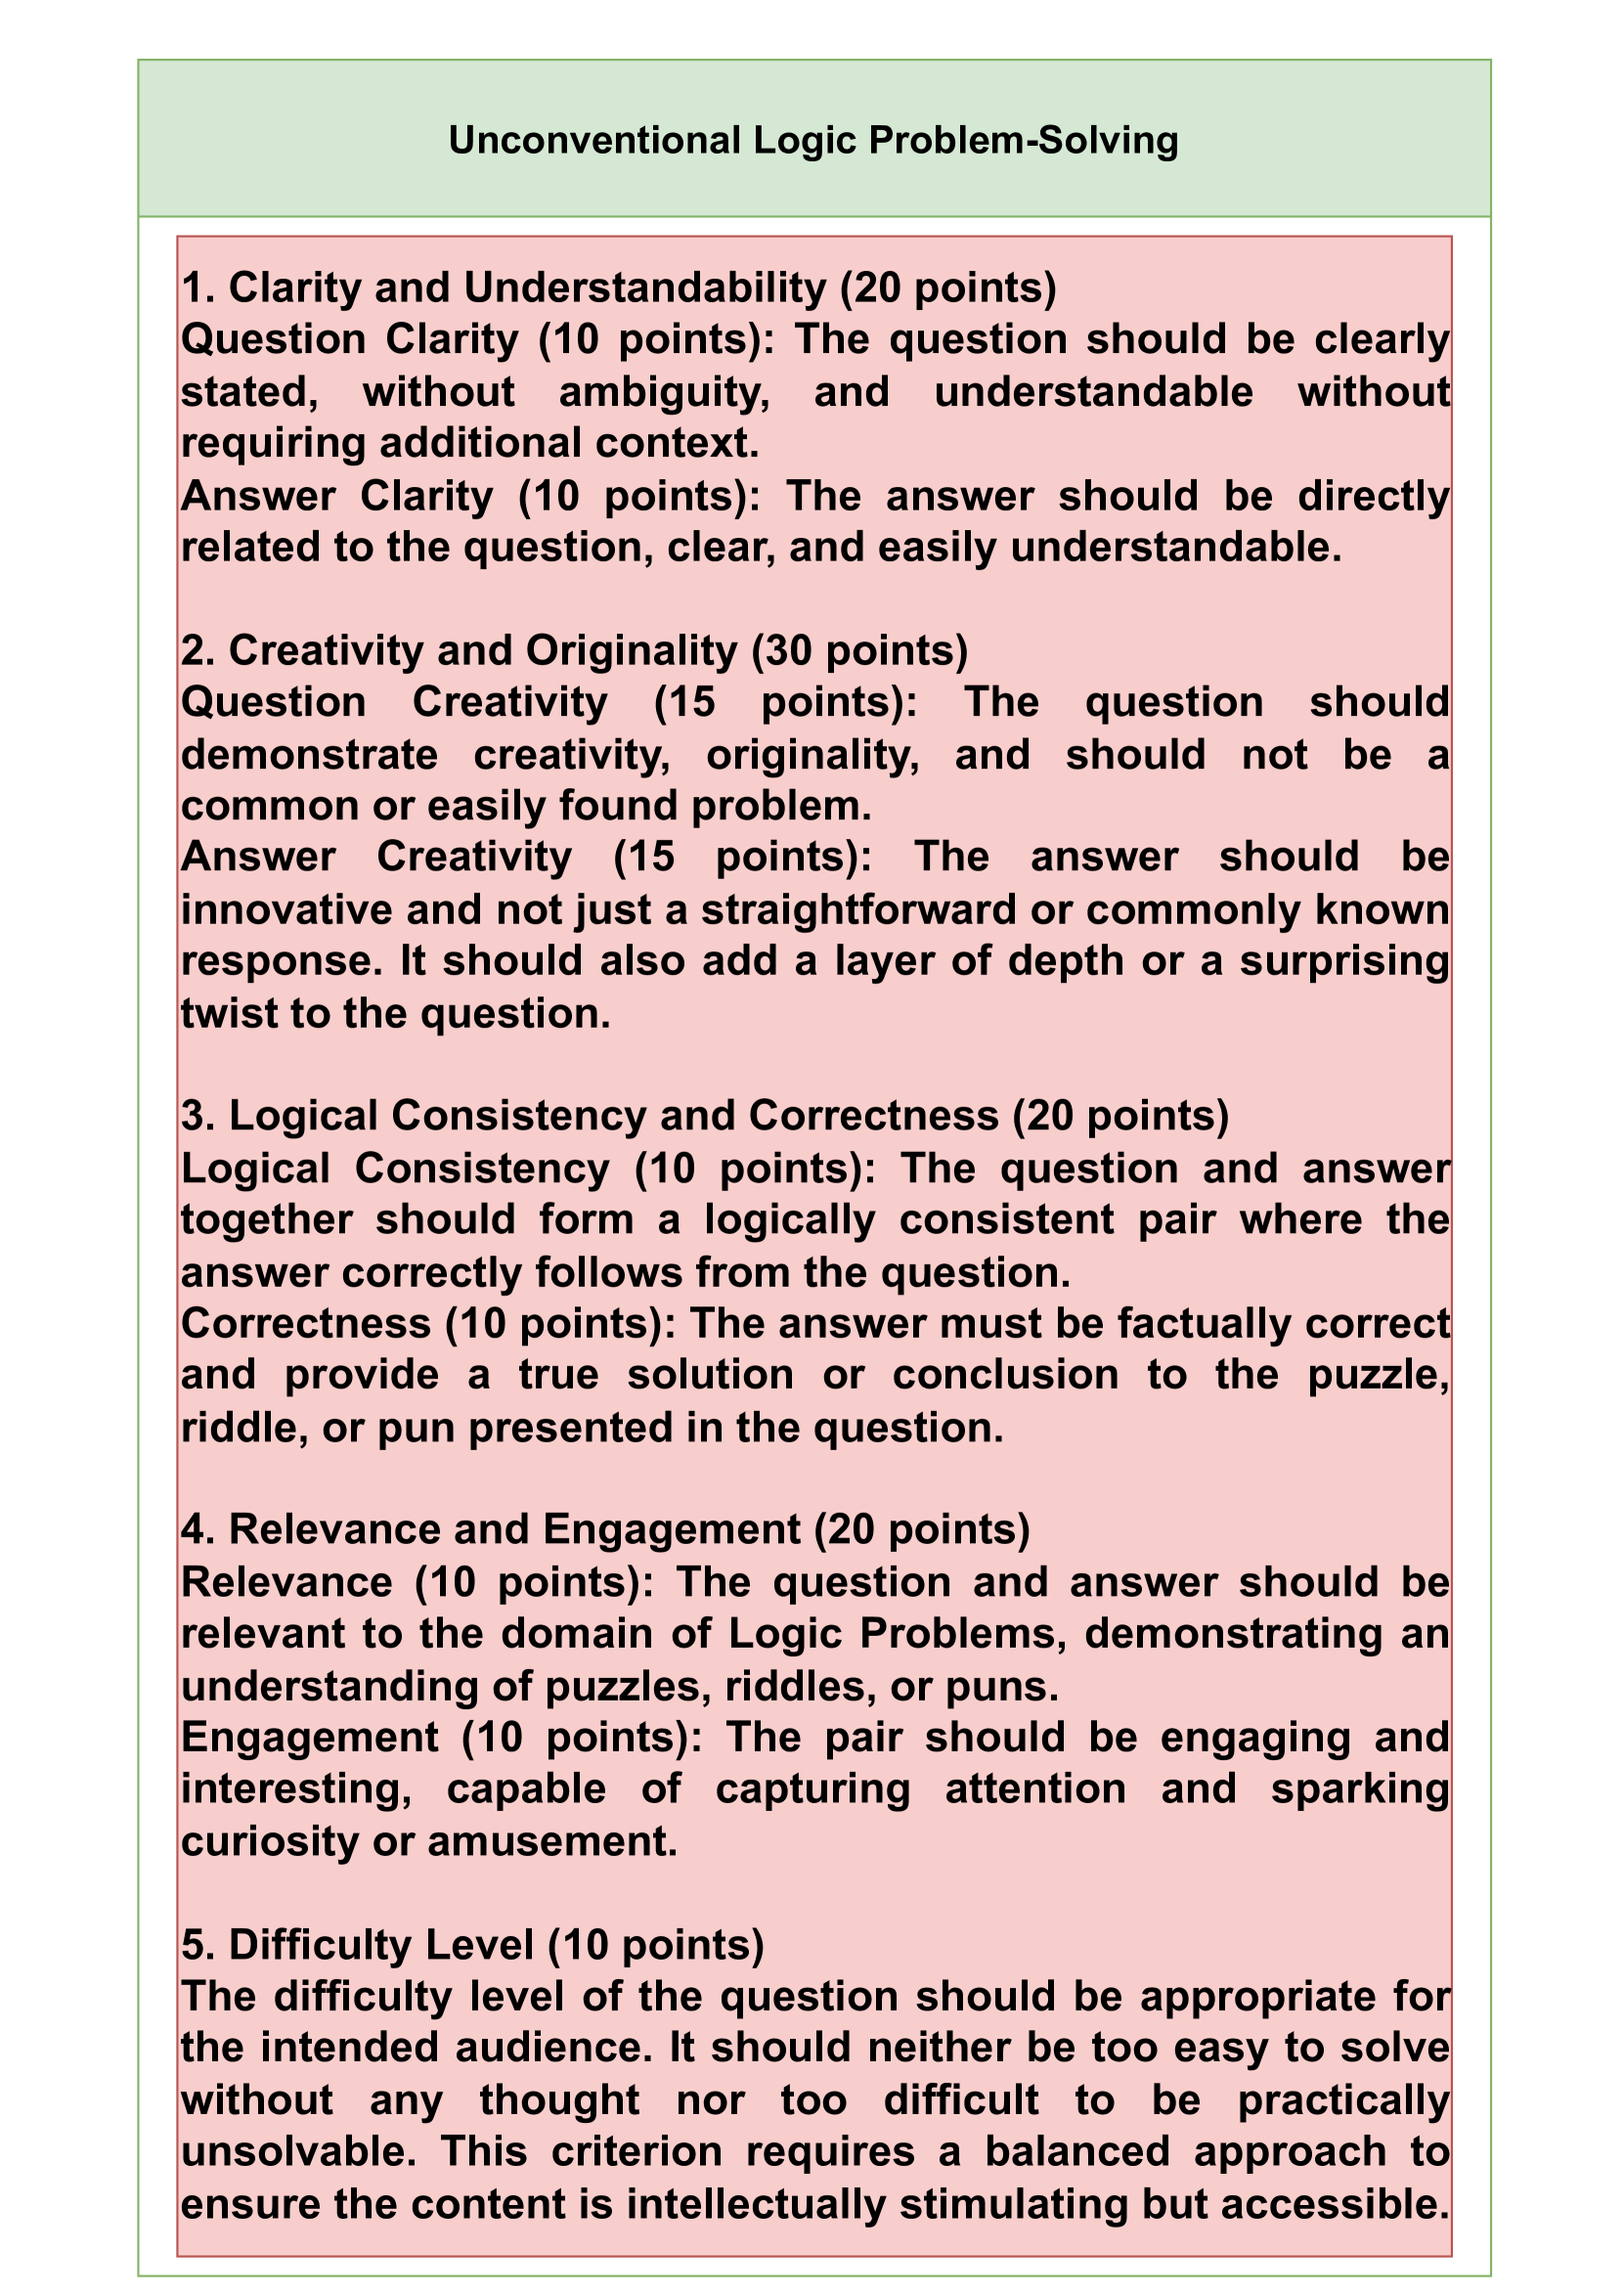 Unconventional Logic Problem-Solving
1. Clarity and Understandability (20 points)
Question Clarity (10 points): The question should be clearly
stated, without ambiguity, and understandable without
requiring additional context.
Answer Clarity (10 points): The answer should be directly
related to the question, clear, and easily understandable.
2. Creativity and Originality (30 points)
Question Creativity (15 points): The question should
demonstrate creativity, originality, and should not be a
common or easily found problem.
Answer Creativity (15 points): The answer should be
innovative and not just a straightforward or commonly known
response. It should also add a layer of depth or a surprising
twist to the question.
3. Logical Consistency and Correctness (20 points)
Logical Consistency (10 points): The question and answer
together should form a logically consistent pair where the
answer correctly follows from the question.
Correctness (10 points): The answer must be factually correct
and provide a true solution or conclusion to the puzzle,
riddle, or pun presented in the question.
4. Relevance and Engagement (20 points)
Relevance (10 points): The question and answer should be
relevant to the domain of Logic Problems, demonstrating an
understanding of puzzles, riddles, or puns.
Engagement (10 points): The pair should be engaging and
interesting, capable of capturing attention and sparking
curiosity or amusement.
5. Difficulty Level (10 points)
The difficulty level of the question should be appropriate for
the intended audience. It should neither be too easy to solve
without any thought nor too difficult to be practically
unsolvable. This criterion requires a balanced approach to
ensure the content is intellectually stimulating but accessible.